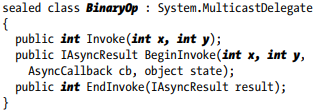 sealed class BinaryOp : System.MulticastDelegate
{
public int Invoke(int x, int y);
public IAsyncResult BeginInvoke(int x, int y,
AsyncCallback cb, object state);
public int EndInvoke(IAsyncResult result);
}